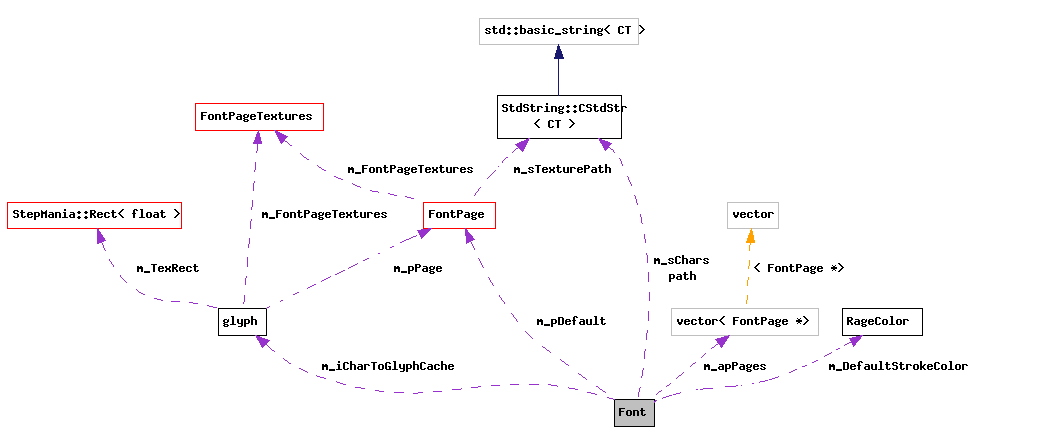 std::basic_string< CT >
StdString::CStdStr
< CT >
FontPageTextures
m_FontPageTextures
m_sTexturePath
StepMania::Rect< float >
m_FontPageTextures
FontPage
vector
m_TexRect
m_pPage
m_sChars
path
< FontPage *>
glyph
m_pDefault
vector< FontPage *>
RageColor
m_iCharToGlyphCache
m_apPages
m_DefaultStrokeColor
Font